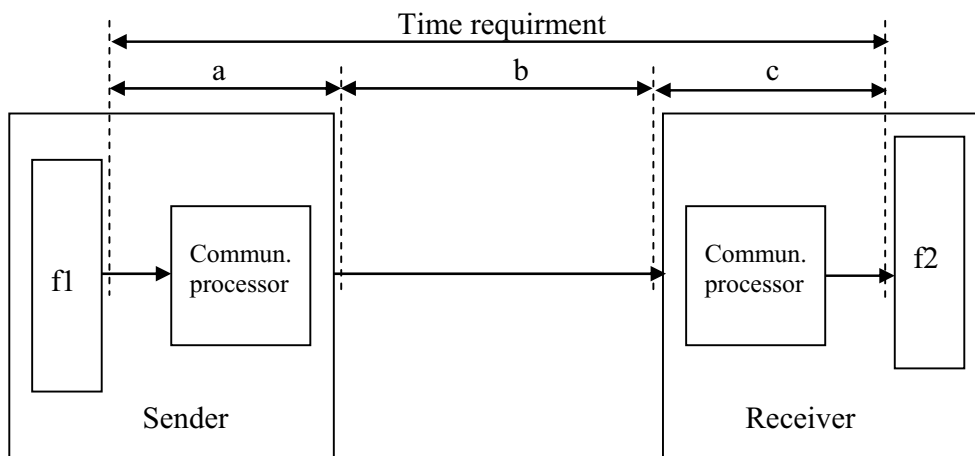 Time requirment
a
b
c
f1
Commun.
processor
Commun.
processor
f2
Sender
Receiver